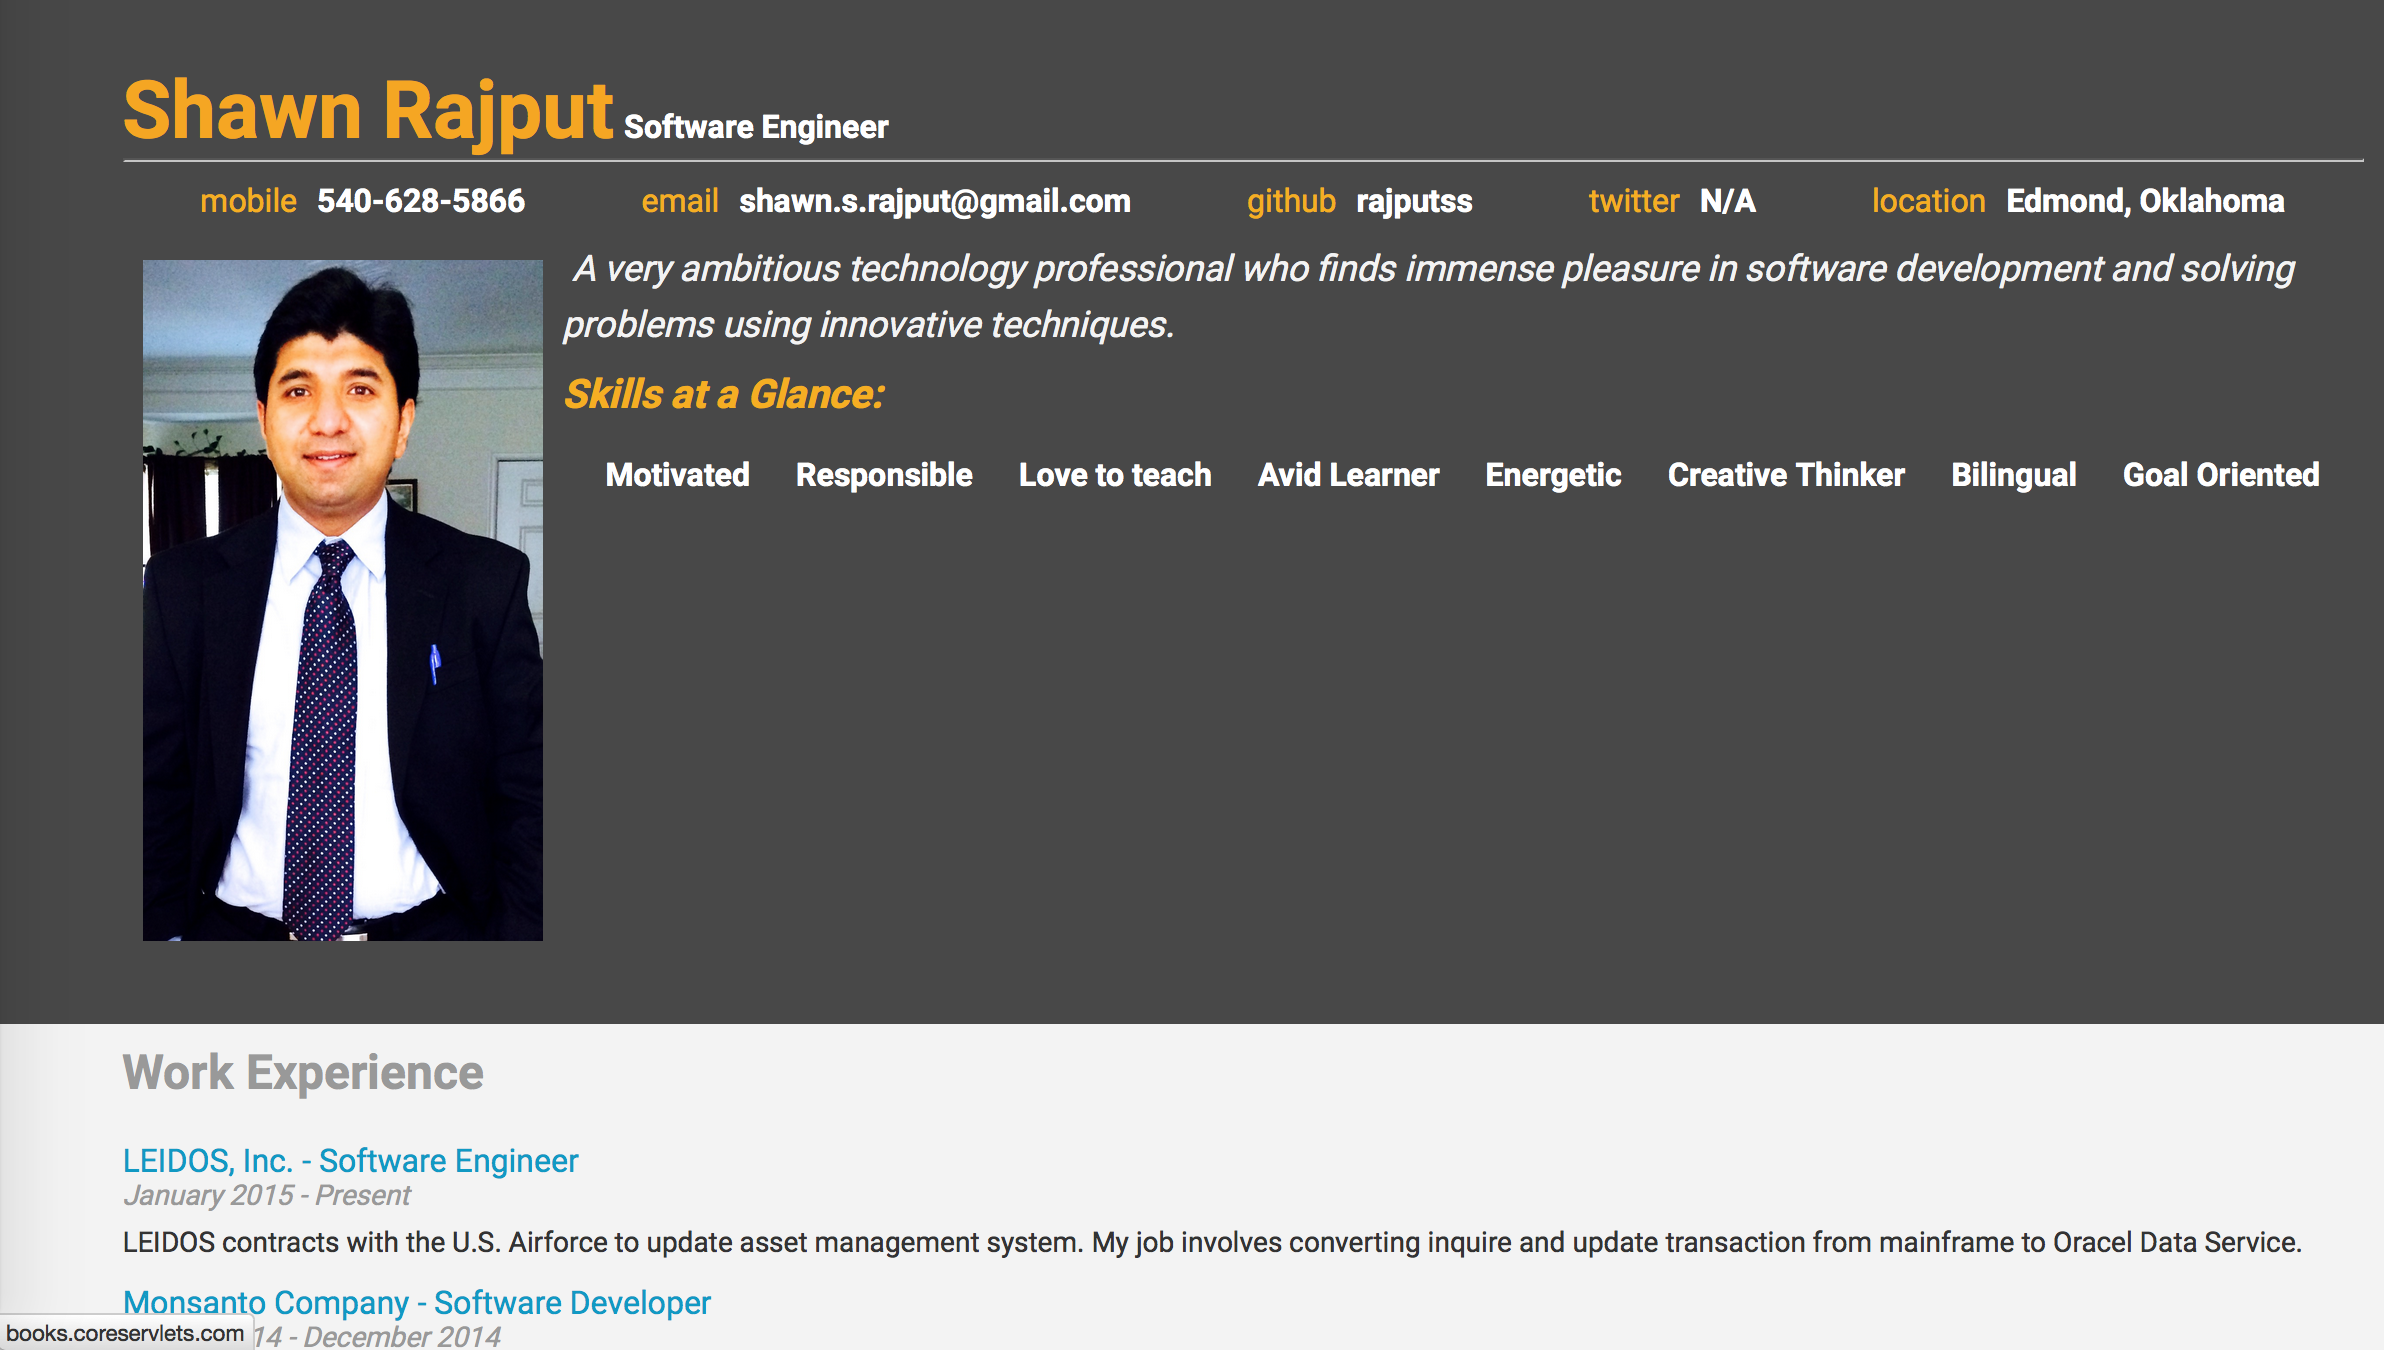 Shawn Rajput Software Engineer
mobile 540-628-5866 email shawn.s.rajput@gmail.com github rajputss twitter N/A location Edmond, Oklahoma
A very ambitious technology professional who finds immense pleasure in software development and solving
problems using innovative techniques.
Skills at a Glance:
Motivated Responsible Love to teach Avid Learner Energetic Creative Thinker Bilingual Goal Oriented
Work Experience
LEIDOS, Inc. - Software Engineer
January 2015 - Present
LEIDOS contracts with the U.S. Airforce to update asset management system. My job involves converting inquire and update transaction from mainframe to Oracel Data Service.
Monsanto Company - Software Developer
14 - December 2014
books.coreservlets.com